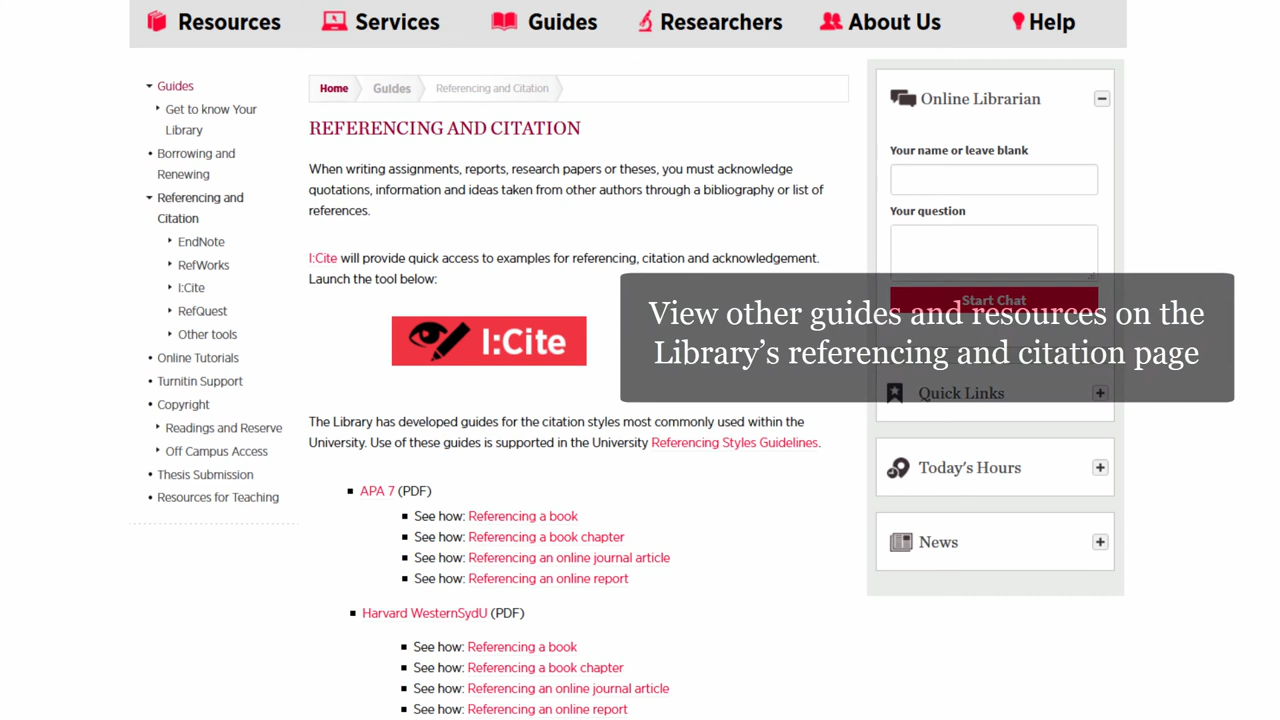 Resources Services Guides Researchers About Us Help
Guides
Get to know Your
Library
Borrowing and
Renewing
Referencing and
Citation
EndNote
RefWorks
I:Cite
RefQuest
Other tools
Online Tutorials
Turnitin Support
Copyright
Readings and Reserve
Off Campus Access
Thesis Submission
Resources for Teaching
Home Guides Referencing and Citation
REFERENCING AND CITATION
When writing assignments, reports, research papers or theses, you must acknowledge
quotations, information and ideas taken from other authors through a bibliography or list of
references.
I:Cite will provide quick access to examples for referencing, citation and acknowledgement.
Launch the tool below:
I:Cite
The Library has developed guides for the citation styles most commonly used within the
University. Use of these guides is supported in the University Referencing Styles Guidelines.
APA 7 (PDF)
See how: Referencing a book
See how: Referencing a book chapter
See how: Referencing an online journal article
See how: Referencing an online report
Harvard WesternSydU (PDF)
See how: Referencing a book
See how: Referencing a book chapter
See how: Referencing an online journal article
See how: Referencing an online report
Online Librarian
Your name or leave blank
Your question
Start Chat
View other guides and resources on the
Library's referencing and citation page
Quick Links
Today's Hours
News